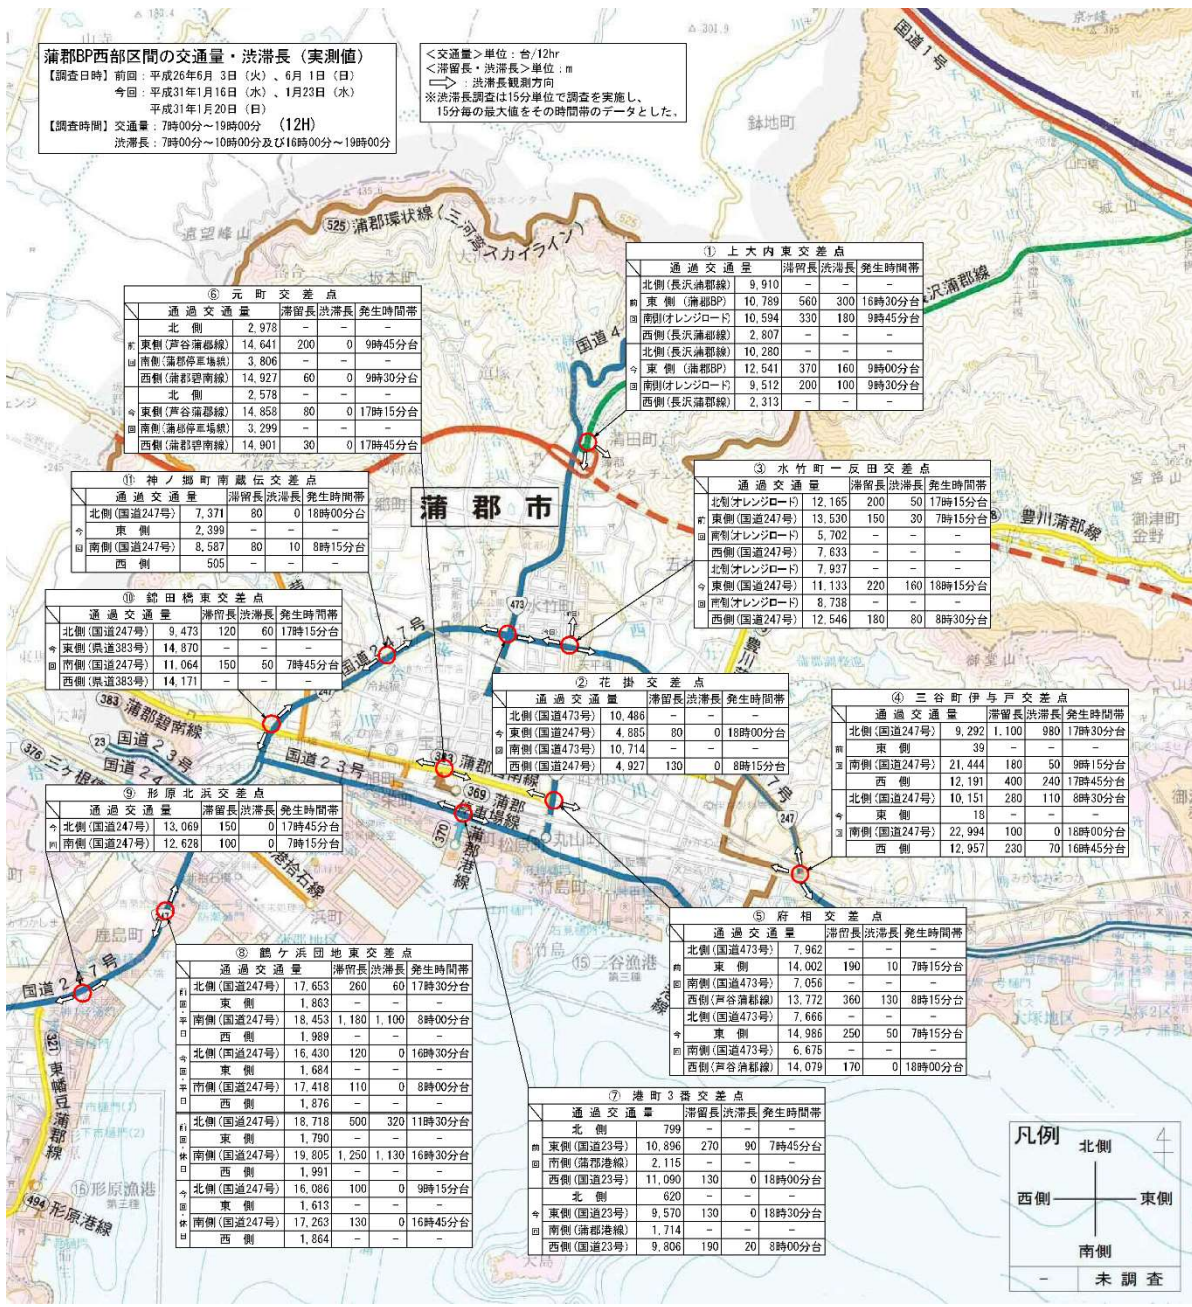 蒲郡BP西部区間の交通量・渋滞長（実測値）
【調査日時】前回：平成26年6月 3日（火）、6月 1日（日）
今回：平成31年1月16日（水）、1月23日（水）
平成31年1月20日（日）
【調査時間】交通量：7時00分～19時00分 （12H）
渋滞長：7時00分～10時00分及び16時00分～19時00分
＜交通量＞単位：台/12hr
＜滞留長・渋滞長＞単位：m
：渋滞長観測方向
※渋滞長調査は15分単位で調査を実施し、
15分毎の最大値をその時間帯のデータとした。
国道1号
鉢地町
525 蒲郡環状線（三河湾スカイライン）
① 上大内東交差点
通過交通量 滞留長 渋滞長 発生時間帯
前回
北側(長沢蒲郡線) 9,910 － － －
東側（蒲郡BP） 10,789 560 300 16時30分台
南側(オレンジロード) 10,594 330 180 9時45分台
西側(長沢蒲郡線) 2,807 － － －
今回
北側(長沢蒲郡線) 10,280 － － －
東側（蒲郡BP） 12,541 370 160 9時00分台
南側(オレンジロード) 9,512 200 100 9時30分台
西側(長沢蒲郡線) 2,313 － － －
⑥ 元町交差点
通過交通量 滞留長 渋滞長 発生時間帯
前回
北側 2,978 － － －
東側(芦谷蒲郡線) 14,641 200 0 9時45分台
南側(蒲郡停車場線) 3,806 － － －
西側(蒲郡碧南線) 14,927 60 0 9時30分台
今回
北側 2,578 － － －
東側(芦谷蒲郡線) 14,858 80 0 17時15分台
南側(蒲郡停車場線) 3,299 － － －
西側(蒲郡碧南線) 14,901 30 0 17時45分台
清田町
蒲郡市
⑪ 神ノ郷町南蔵伝交差点
通過交通量 滞留長 渋滞長 発生時間帯
今回
北側(国道247号) 7,371 80 0 18時00分台
東側 2,399 － － －
南側(国道247号) 8,587 80 10 8時15分台
西側 505 － － －
③ 水竹町一反田交差点
通過交通量 滞留長 渋滞長 発生時間帯
前回
北側(オレンジロード) 12,165 200 50 17時15分台
東側(国道247号) 13,530 150 30 7時15分台
南側(オレンジロード) 5,702 － － －
西側(国道247号) 7,633 － － －
今回
北側(オレンジロード) 7,937 － － －
東側(国道247号) 11,133 220 160 18時15分台
南側(オレンジロード) 8,738 － － －
西側(国道247号) 12,546 180 80 8時30分台
豊川蒲郡線
御津町
金野
⑩ 錦田橋東交差点
通過交通量 滞留長 渋滞長 発生時間帯
今回
北側(国道247号) 9,473 120 60 17時15分台
東側(県道383号) 14,870 － － －
南側(国道247号) 11,064 150 50 7時45分台
西側(県道383号) 14,171 － － －
473
水竹町
② 花掛交差点
通過交通量 滞留長 渋滞長 発生時間帯
今回
北側(国道473号) 10,486 － － －
東側(国道247号) 4,885 80 0 18時00分台
南側(国道473号) 10,714 － － －
西側(国道247号) 4,927 130 0 8時15分台
④ 三谷町伊与戸交差点
通過交通量 滞留長 渋滞長 発生時間帯
前回
北側(国道247号) 9,292 1,100 980 17時30分台
東側 39 － － －
南側(国道247号) 21,444 180 50 9時15分台
西側 12,191 400 240 17時45分台
今回
北側(国道247号) 10,151 280 110 8時30分台
東側 18 － － －
南側(国道247号) 22,994 100 0 18時00分台
西側 12,957 230 70 16時45分台
383 蒲郡碧南線
23 国道23号
247
国道23号
369
370
蒲郡港線
丸山町
竹島町
247
⑨ 形原北浜交差点
通過交通量 滞留長 渋滞長 発生時間帯
今回
北側(国道247号) 13,069 150 0 17時45分台
南側(国道247号) 12,628 100 0 7時15分台
浜町
鹿島町
国道247号
竹島
⑮三谷漁港
第三種
大塚地区
⑤ 府相交差点
通過交通量 滞留長 渋滞長 発生時間帯
前回
北側(国道473号) 7,962 － － －
東側 14,002 190 10 7時15分台
南側(国道473号) 7,056 － － －
西側(芦谷蒲郡線) 13,772 360 130 8時15分台
今回
北側(国道473号) 7,666 － － －
東側 14,986 250 50 7時15分台
南側(国道473号) 6,675 － － －
西側(芦谷蒲郡線) 14,079 170 0 18時00分台
⑧ 鶴ケ浜団地東交差点
通過交通量 滞留長 渋滞長 発生時間帯
前回・平日
北側(国道247号) 17,653 260 60 17時30分台
東側 1,863 － － －
南側(国道247号) 18,453 1,180 1,100 8時00分台
西側 1,989 － － －
今回・平日
北側(国道247号) 16,430 120 0 16時30分台
東側 1,684 － － －
南側(国道247号) 17,418 110 0 8時00分台
西側 1,876 － － －
前回・休日
北側(国道247号) 18,718 500 320 11時30分台
東側 1,790 － － －
南側(国道247号) 19,805 1,250 1,130 16時30分台
西側 1,991 － － －
今回・休日
北側(国道247号) 16,086 100 0 9時15分台
東側 1,613 － － －
南側(国道247号) 17,263 130 0 16時45分台
西側 1,864 － － －
321 東幡豆蒲郡線
⑯形原漁港
第三種
494 形原港線
⑦ 港町3番交差点
通過交通量 滞留長 渋滞長 発生時間帯
前回
北側 799 － － －
東側(国道23号) 10,896 270 90 7時45分台
南側(蒲郡港線) 2,115 － － －
西側(国道23号) 11,090 130 0 18時00分台
今回
北側 620 － － －
東側(国道23号) 9,570 130 0 18時30分台
南側(蒲郡港線) 1,714 － － －
西側(国道23号) 9,806 190 20 8時00分台
大島
凡例
北側
西側 東側
南側
－ 未調査